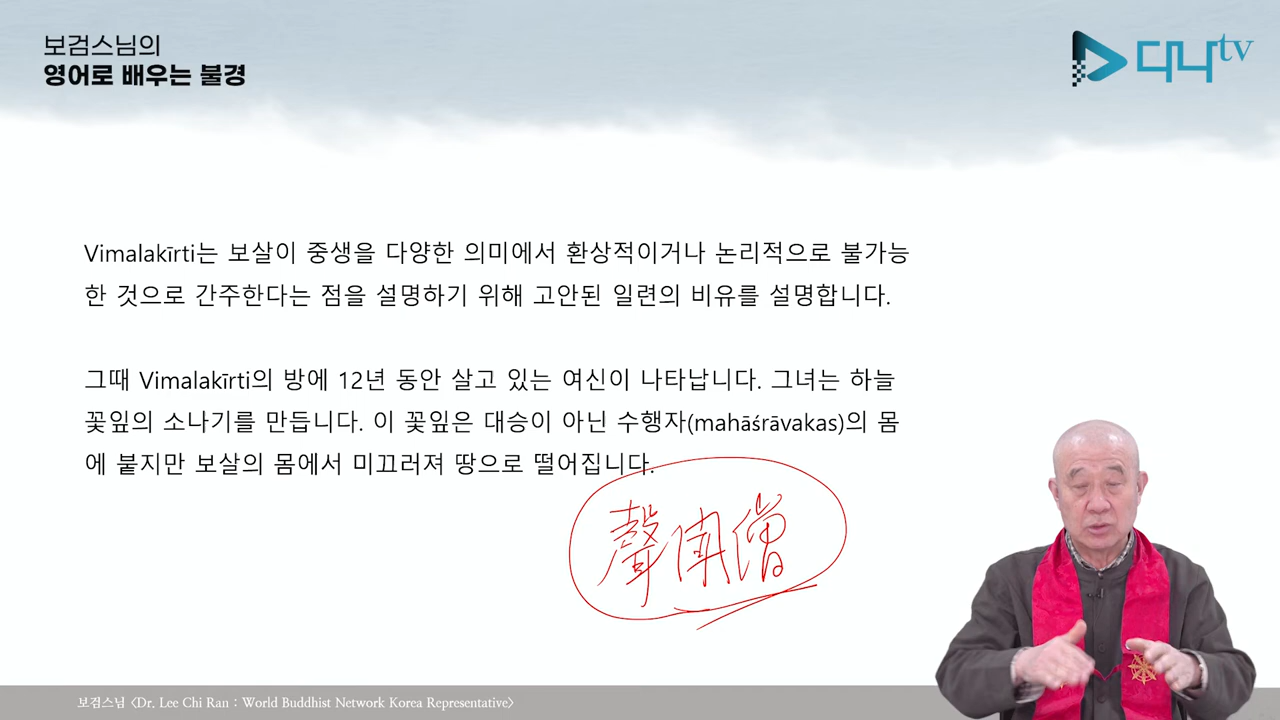 보검스님의
영어로 배우는 불경
디나tv
Vimalakīrti는 보살이 중생을 다양한 의미에서 환상적이거나 논리적으로 불가능
한 것으로 간주한다는 점을 설명하기 위해 고안된 일련의 비유를 설명합니다.
그때 Vimalakīrti의 방에 12년 동안 살고 있는 여신이 나타납니다. 그녀는 하늘
꽃잎의 소나기를 만듭니다. 이 꽃잎은 대승이 아닌 수행자(mahāśrāvakas)의 몸
에 붙지만 보살의 몸에서 미끄러져 땅으로 떨어집니다.
聲聞僧
보검스님 <Dr. Lee Chi Ran : World Buddhist Network Korea Representative>